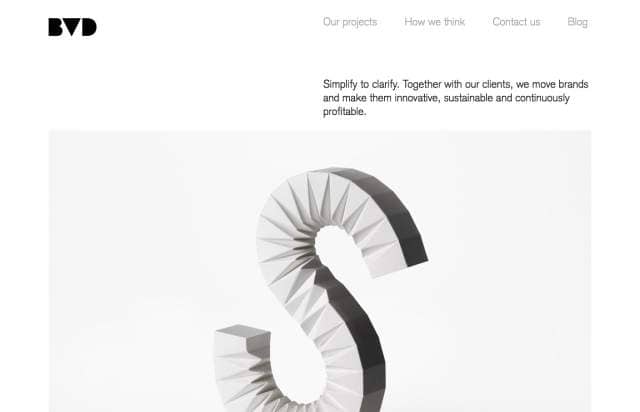 BVD
Our projects
How we think
Contact us
Blog
Simplify to clarify. Together with our clients, we move brands
and make them innovative, sustainable and continuously
profitable.
S